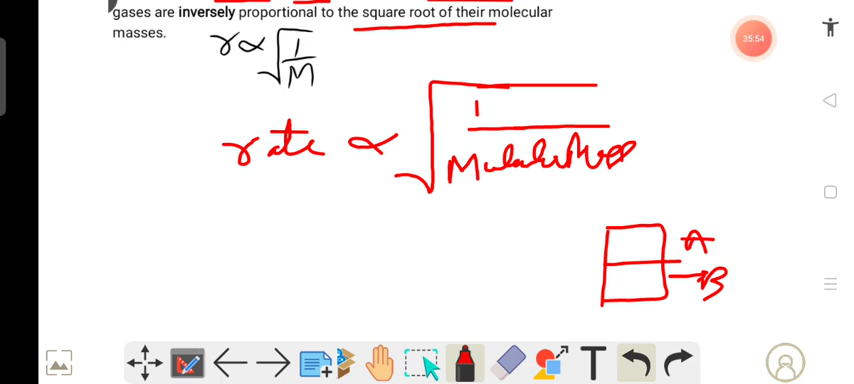 gases are inversely proportional to the square root of their molecular
masses.
r ∝ √(1/M)
35:54
rate ∝ √(1/Molecular Mass)
A
B
T